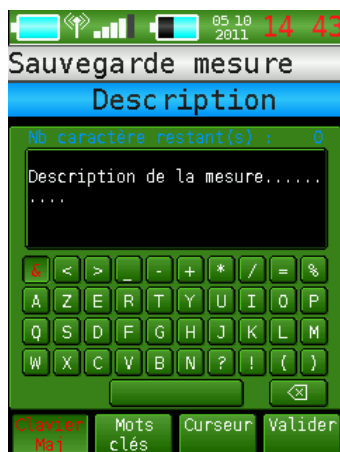 05 10
2011 14 43
Sauvegarde mesure
Description
Nb caractère restant(s) : 0
Description de la mesure......
....
& < > _ - + * / = %
A Z E R T Y U I O P
Q S D F G H J K L M
W X C V B N ? ! ( )
Clavier Maj
Mots clés
Curseur
Valider